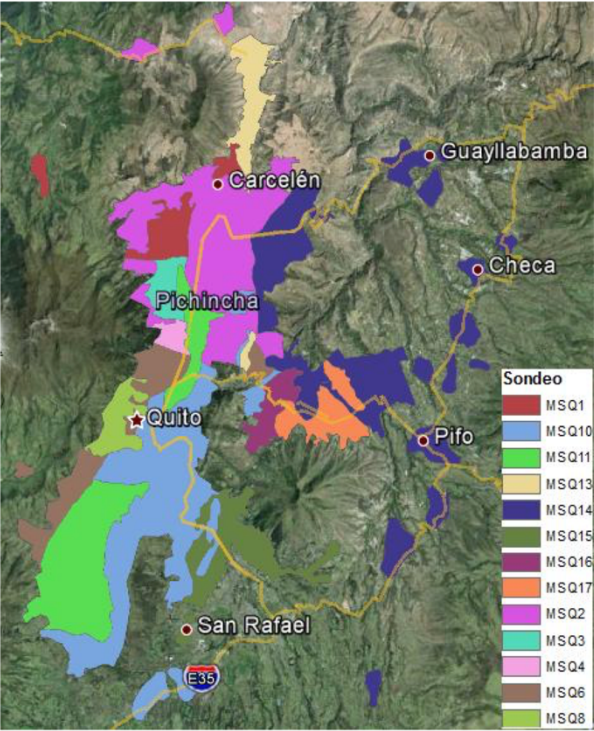 Guayllabamba
Carcelén
Checa
Pichincha
Quito
Pifo
San Rafael
E35
Sondeo
MSQ1
MSQ10
MSQ11
MSQ13
MSQ14
MSQ15
MSQ16
MSQ17
MSQ2
MSQ3
MSQ4
MSQ6
MSQ8